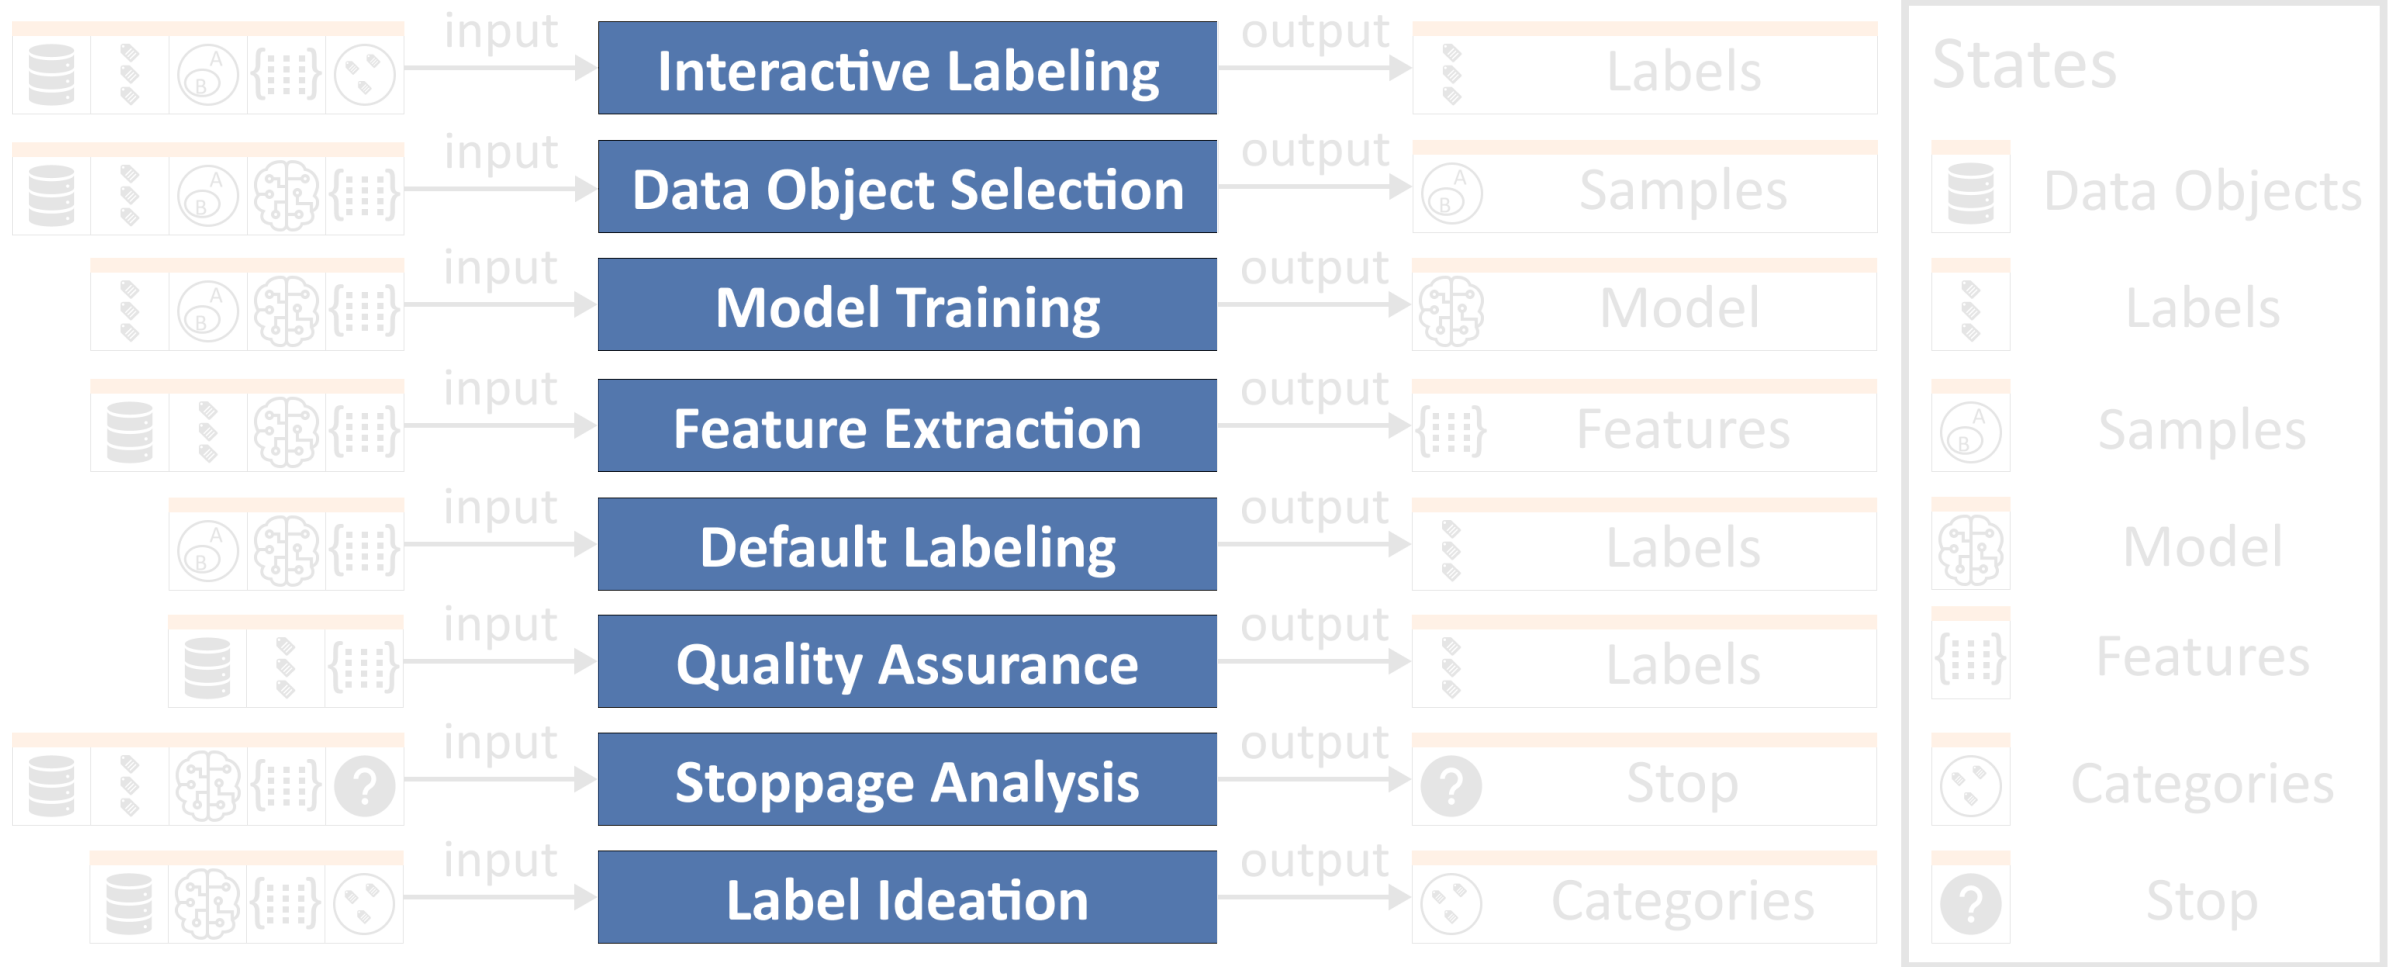 input
Interactive Labeling
output
Labels
States
A
B
input
Data Object Selection
output
A
B
Samples
Data Objects
A
B
input
Model Training
output
Model
Labels
A
B
input
Feature Extraction
output
Features
A
B
Samples
input
Default Labeling
output
Labels
Model
A
B
input
Quality Assurance
output
Labels
Features
input
Stoppage Analysis
output
?
Stop
Categories
?
input
Label Ideation
output
Categories
?
Stop